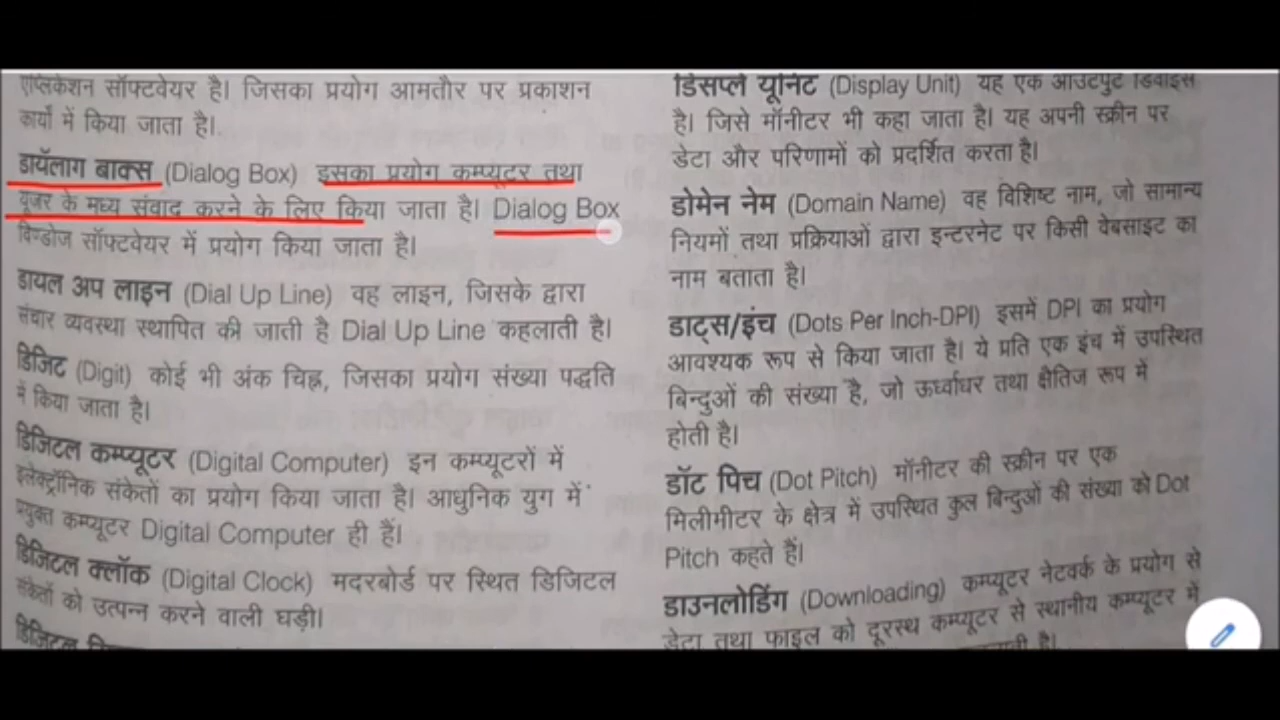 एप्लिकेशन सॉफ्टवेयर है। जिसका प्रयोग आमतौर पर प्रकाशन
कार्यों में किया जाता है।
डायॅलाग बाक्स (Dialog Box) इसका प्रयोग कम्प्यूटर तथा
यूजर के मध्य संवाद करने के लिए किया जाता है। Dialog Box
विण्डोज सॉफ्टवेयर में प्रयोग किया जाता है।
डायल अप लाइन (Dial Up Line) वह लाइन, जिसके द्वारा
संचार व्यवस्था स्थापित की जाती है Dial Up Line कहलाती है।
डिजिट (Digit) कोई भी अंक चिह्न, जिसका प्रयोग संख्या पद्धति
में किया जाता है।
डिजिटल कम्प्यूटर (Digital Computer) इन कम्प्यूटरों में
इलेक्ट्रॉनिक संकेतों का प्रयोग किया जाता है। आधुनिक युग में
प्रयुक्त कम्प्यूटर Digital Computer ही हैं।
डिजिटल क्लॉक (Digital Clock) मदरबोर्ड पर स्थित डिजिटल
संकेतों को उत्पन्न करने वाली घड़ी।
डिजिटल
डिसप्ले यूनिट (Display Unit) यह एक आउटपुट डिवाइस
है। जिसे मॉनीटर भी कहा जाता है। यह अपनी स्क्रीन पर
डेटा और परिणामों को प्रदर्शित करता है।
डोमेन नेम (Domain Name) वह विशिष्ट नाम, जो सामान्य
नियमों तथा प्रक्रियाओं द्वारा इन्टरनेट पर किसी वेबसाइट का
नाम बताता है।
डाट्स/इंच (Dots Per Inch-DPI) इसमें DPI का प्रयोग
आवश्यक रूप से किया जाता है। ये प्रति एक इंच में उपस्थित
बिन्दुओं की संख्या है, जो ऊर्ध्वाधर तथा क्षैतिज रूप में
होती है।
डॉट पिच (Dot Pitch) मॉनीटर की स्क्रीन पर एक
मिलीमीटर के क्षेत्र में उपस्थित कुल बिन्दुओं की संख्या को Dot
Pitch कहते हैं।
डाउनलोडिंग (Downloading) कम्प्यूटर नेटवर्क के प्रयोग से
डेटा तथा फाइल को दूरस्थ कम्प्यूटर से स्थानीय कम्प्यूटर में
है।